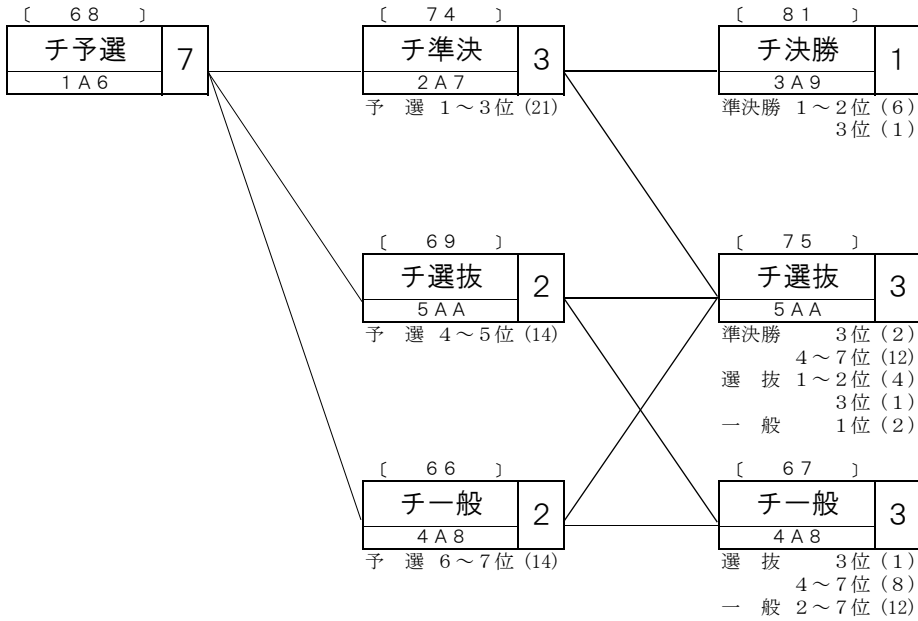 〔 68 〕
チ予選 7
1A6
〔 74 〕
チ準決 3
2A7
予 選 1～3位 (21)
〔 81 〕
チ決勝 1
3A9
準決勝 1～2位 (6)
3位 (1)
〔 69 〕
チ選抜 2
5AA
予 選 4～5位 (14)
〔 75 〕
チ選抜 3
5AA
準決勝 3位 (2)
4～7位 (12)
選 抜 1～2位 (4)
3位 (1)
一 般 1位 (2)
〔 66 〕
チ一般 2
4A8
予 選 6～7位 (14)
〔 67 〕
チ一般 3
4A8
選 抜 3位 (1)
4～7位 (8)
一 般 2～7位 (12)